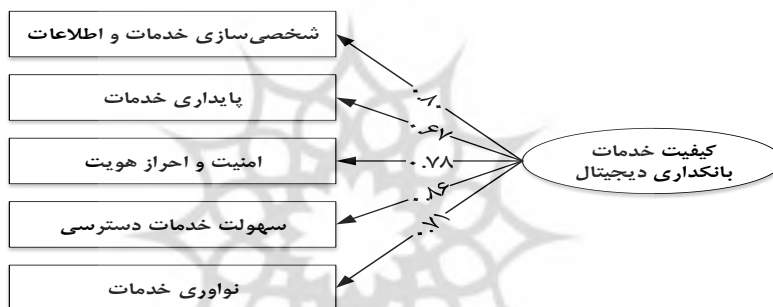 شخصی‌سازی خدمات و اطلاعات
۰.۸۰
پایداری خدمات
۰.۶۷
امنیت و احراز هویت
۰.۷۸
کیفیت خدمات
بانکداری دیجیتال
۰.۸۶
سهولت خدمات دسترسی
۰.۷۱
نواوری خدمات